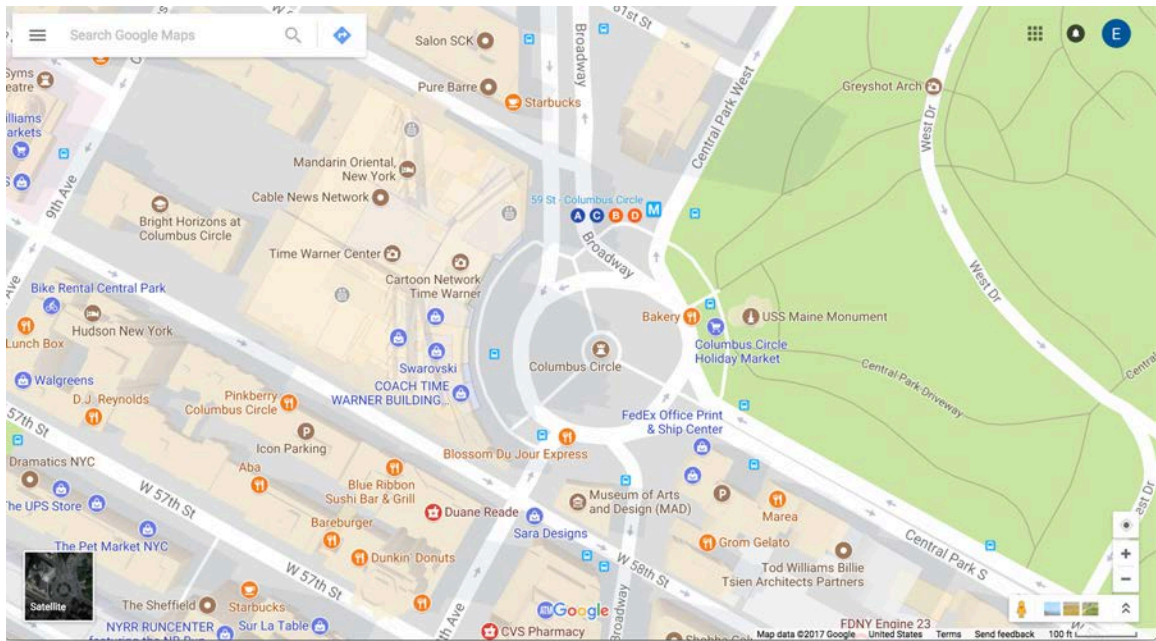 Search Google Maps
E
61st St
Salon SCK
Pure Barre
Starbucks
Broadway
Central Park West
Greyshot Arch
West Dr
Syms
eatre
lliams
arkets
9th Ave
Mandarin Oriental,
New York
Cable News Network
Bright Horizons at
Columbus Circle
Time Warner Center
Cartoon Network
Time Warner
59 St - Columbus Circle
A C B D M
Broadway
West Dr
Bike Rental Central Park
Hudson New York
Lunch Box
Ave
Walgreens
D.J. Reynolds
Swarovski
COACH TIME
WARNER BUILDING...
Bakery
USS Maine Monument
Columbus Circle
Holiday Market
Columbus Circle
Central Park Driveway
Central
Pinkberry
Columbus Circle
Icon Parking
P
FedEx Office Print
& Ship Center
Blossom Du Jour Express
57th St
Dramatics NYC
The UPS Store
The Pet Market NYC
W 57th St
Aba
Blue Ribbon
Sushi Bar & Grill
Bareburger
Dunkin' Donuts
Duane Reade
Sara Designs
Museum of Arts
and Design (MAD)
P
Marea
Grom Gelato
Tod Williams Billie
Tsien Architects Partners
Central Park S
est Dr
W 58th St
Broadway
W 57th St
The Sheffield
Starbucks
NYRR RUNCENTER
Sur La Table
th Ave
ATM
Google
CVS Pharmacy
FDNY Engine 23
Satellite
Map data ©2017 Google
United States
Terms
Send feedback
100 ft